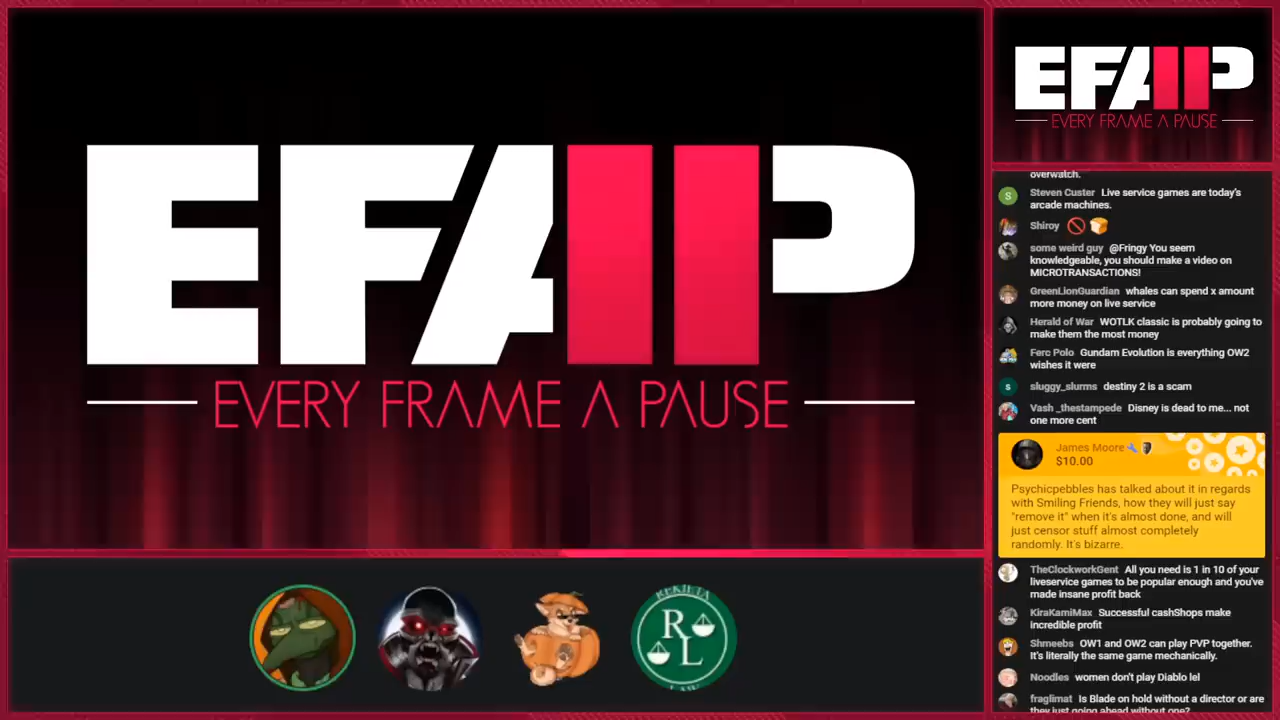 EFAP
EVERY FRAME A PAUSE
REKIETA
RL
LAW
EFAP
EVERY FRAME A PAUSE
overwatch.
S
Steven Custer Live service games are today's
arcade machines.
Shiroy
some weird guy @Fringy You seem
knowledgeable, you should make a video on
MICROTRANSACTIONS!
GreenLionGuardian whales can spend x amount
more money on live service
Herald of War WOTLK classic is probably going to
make them the most money
Ferc Polo Gundam Evolution is everything OW2
wishes it were
s
sluggy_slurms destiny 2 is a scam
Vash _thestampede Disney is dead to me... not
one more cent
James Moore
$10.00
Psychicpebbles has talked about it in regards
with Smiling Friends, how they will just say
"remove it" when it's almost done, and will
just censor stuff almost completely
randomly. It's bizarre.
TheClockworkGent All you need is 1 in 10 of your
liveservice games to be popular enough and you've
made insane profit back
KiraKamiMax Successful cashShops make
incredible profit
Shmeebs OW1 and OW2 can play PVP together.
It's literally the same game mechanically.
Noodles women don't play Diablo lel
fraglimat Is Blade on hold without a director or are
they just going ahead without one?